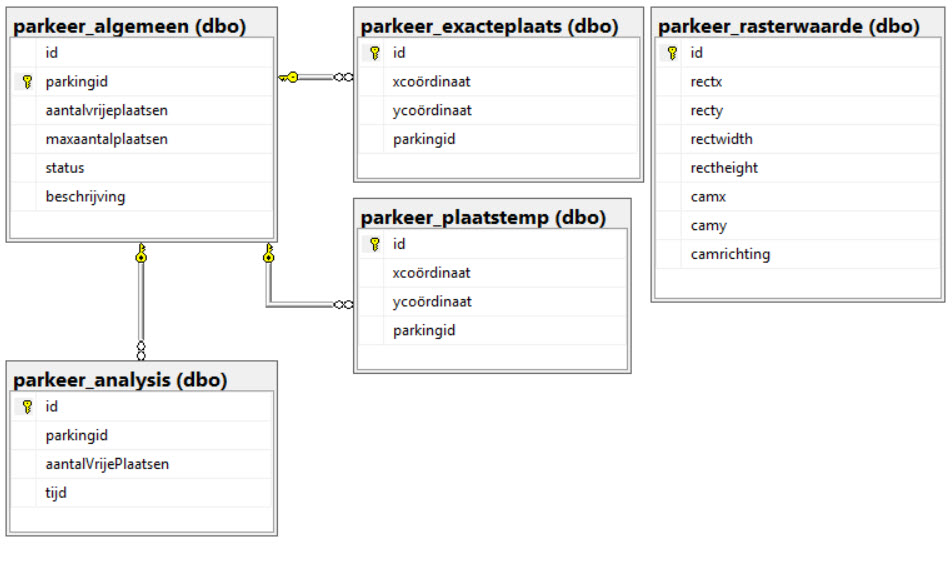 parkeer_algemeen (dbo)
id
parkingid
aantalvrijeplaatsen
maxaantalplaatsen
status
beschrijving
parkeer_exacteplaats (dbo)
id
xcoördinaat
ycoördinaat
parkingid
parkeer_rasterwaarde (dbo)
id
rectx
recty
rectwidth
rectheight
camx
camy
camrichting
parkeer_plaatstemp (dbo)
id
xcoördinaat
ycoördinaat
parkingid
parkeer_analysis (dbo)
id
parkingid
aantalVrijePlaatsen
tijd